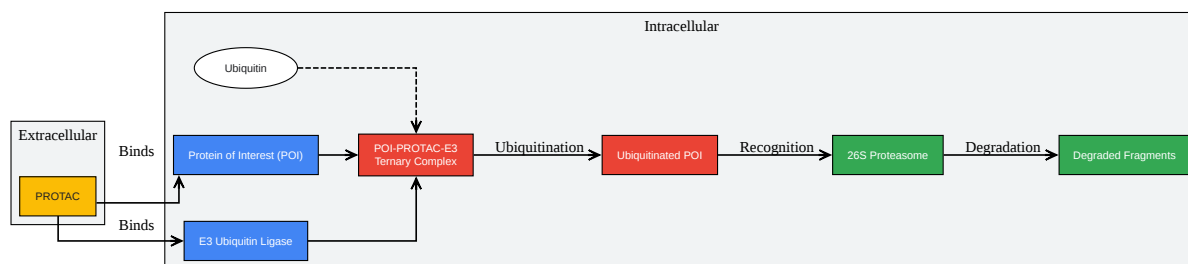 Intracellular
Ubiquitin
Extracellular
Binds
Protein of Interest (POI)
POI-PROTAC-E3
Ternary Complex
Ubiquitination
Ubiquitinated POI
Recognition
26S Proteasome
Degradation
Degraded Fragments
PROTAC
Binds
E3 Ubiquitin Ligase